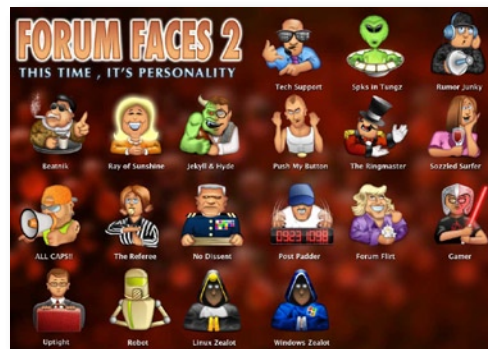 FORUM FACES 2
THIS TIME, IT'S PERSONALITY
Tech Support
Spks in Tungz
Rumor Junky
Beatnik
Ray of Sunshine
Jekyll & Hyde
Push My Button
The Ringmaster
Sozzled Surfer
ALL CAPS!!
The Referee
No Dissent
0923 1098
Post Padder
Forum Flirt
Gamer
Uptight
Robot
Linux Zealot
Windows Zealot